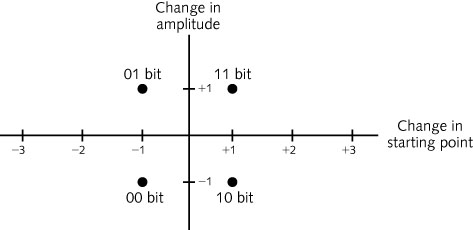 Change in
amplitude
01 bit
11 bit
+1
Change in
starting point
−3
−2
−1
+1
+2
+3
−1
00 bit
10 bit